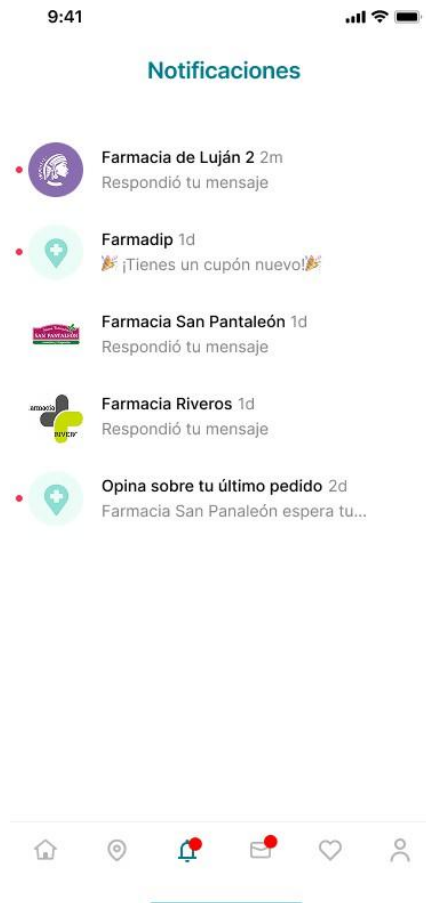 9:41
Notificaciones
Farmacia de Luján 2 2m
Respondió tu mensaje
Farmadip 1d
🎉 ¡Tienes un cupón nuevo!🎉
Farmacia San Pantaleón 1d
Respondió tu mensaje
SAN PANTALEÓN
Farmacia Riveros 1d
Respondió tu mensaje
Opina sobre tu último pedido 2d
Farmacia San Panaleón espera tu...